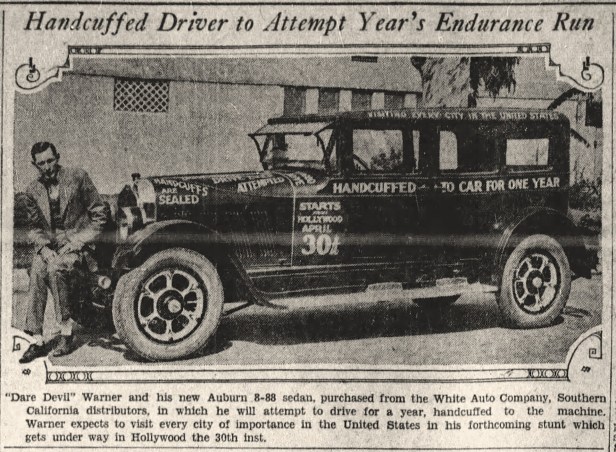 Handcuffed Driver to Attempt Year's Endurance Run
VISITING EVERY CITY IN THE UNITED STATES
HANDCUFFS
ARE
SEALED
ATTEMPTED
HANDCUFFED TO CAR FOR ONE YEAR
STARTS
FROM
HOLLYWOOD
APRIL
30th
"Dare Devil" Warner and his new Auburn 8-88 sedan, purchased from the White Auto Company, Southern
California distributors, in which he will attempt to drive for a year, handcuffed to the machine.
Warner expects to visit every city of importance in the United States in his forthcoming stunt which
gets under way in Hollywood the 30th inst.